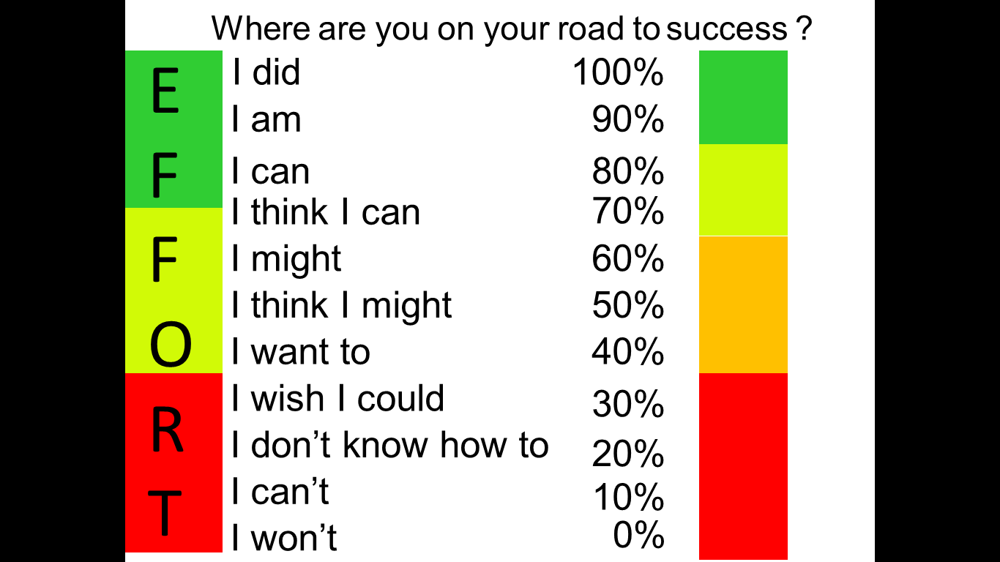 Where are you on your road to success ?
E
F
F
O
R
T
I did 100%
I am 90%
I can 80%
I think I can 70%
I might 60%
I think I might 50%
I want to 40%
I wish I could 30%
I don’t know how to 20%
I can’t 10%
I won’t 0%